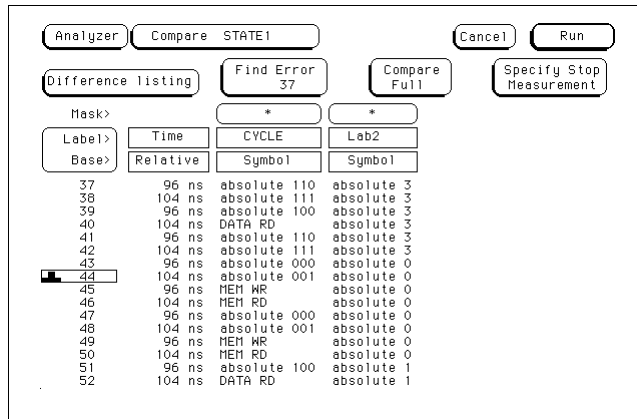 Analyzer Compare STATE1 Cancel Run
Difference listing Find Error 37 Compare Full Specify Stop Measurement
Mask> * *
Label> Time CYCLE Lab2
Base> Relative Symbol Symbol
37 96 ns absolute 110 absolute 3
38 104 ns absolute 111 absolute 3
39 96 ns absolute 100 absolute 3
40 104 ns DATA RD absolute 3
41 96 ns absolute 110 absolute 3
42 104 ns absolute 111 absolute 3
43 96 ns absolute 000 absolute 0
44 104 ns absolute 001 absolute 0
45 96 ns MEM WR absolute 0
46 104 ns MEM RD absolute 0
47 96 ns absolute 000 absolute 0
48 104 ns absolute 001 absolute 0
49 96 ns MEM WR absolute 0
50 104 ns MEM RD absolute 0
51 96 ns absolute 100 absolute 1
52 104 ns DATA RD absolute 1